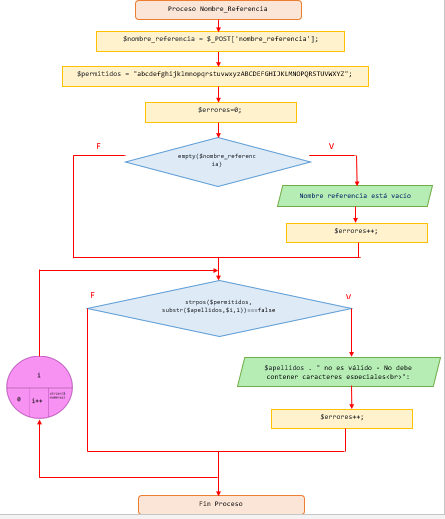 Proceso Nombre_Referencia
$nombre_referencia = $_POST['nombre_referencia'];
$permitidos = "abcdefghijklmnopqrstuvwxyzABCDEFGHIJKLMNOPQRSTUVWXYZ";
$errores=0;
F
V
empty($nombre_referenc
ia)
Nombre referencia está vacío
$errores++;
F
V
strpos($permitidos,
substr($apellidos,$i,1))===false
$apellidos . " no es válido - No debe
contener caracteres especiales<br>";
i
0
i++
$errores++;
Fin Proceso